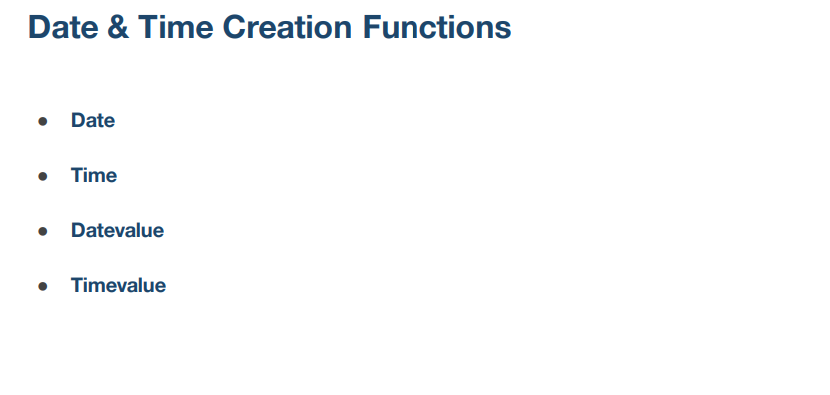 Date & Time Creation Functions
● Date
● Time
● Datevalue
● Timevalue